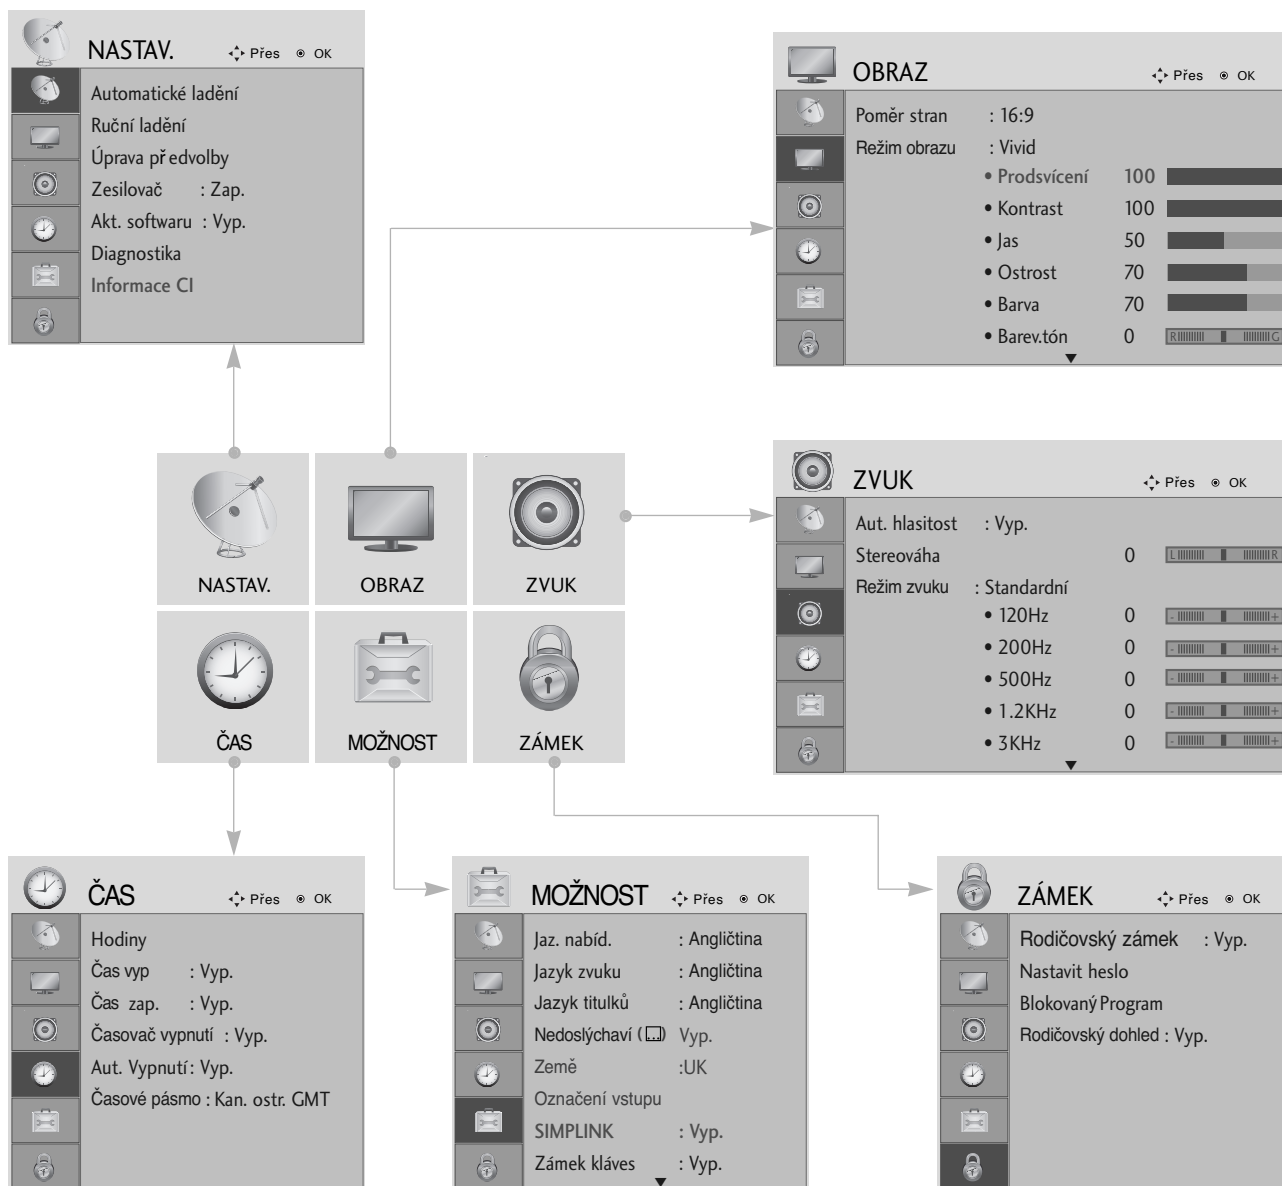 NASTAV. Přes OK
Automatické ladění
Ruční ladění
Úprava předvolby
Zesilovač : Zap.
Akt. softwaru : Vyp.
Diagnostika
Informace CI
OBRAZ Přes OK
Poměr stran : 16:9
Režim obrazu : Vivid
• Prodsvícení 100
• Kontrast 100
• Jas 50
• Ostrost 70
• Barva 70
• Barev.tón 0 R G
NASTAV. OBRAZ ZVUK
ČAS MOŽNOST ZÁMEK
ZVUK Přes OK
Aut. hlasitost : Vyp.
Stereováha 0 L R
Režim zvuku : Standardní
• 120Hz 0 - +
• 200Hz 0 - +
• 500Hz 0 - +
• 1.2KHz 0 - +
• 3KHz 0 - +
ČAS Přes OK
Hodiny
Čas vyp : Vyp.
Čas zap. : Vyp.
Časovač vypnutí : Vyp.
Aut. Vypnutí : Vyp.
Časové pásmo : Kan. ostr. GMT
MOŽNOST Přes OK
Jaz. nabíd. : Angličtina
Jazyk zvuku : Angličtina
Jazyk titulků : Angličtina
Nedoslýchaví ( ) Vyp.
Země :UK
Označení vstupu
SIMPLINK : Vyp.
Zámek kláves : Vyp.
ZÁMEK Přes OK
Rodičovský zámek : Vyp.
Nastavit heslo
Blokovaný Program
Rodičovský dohled : Vyp.